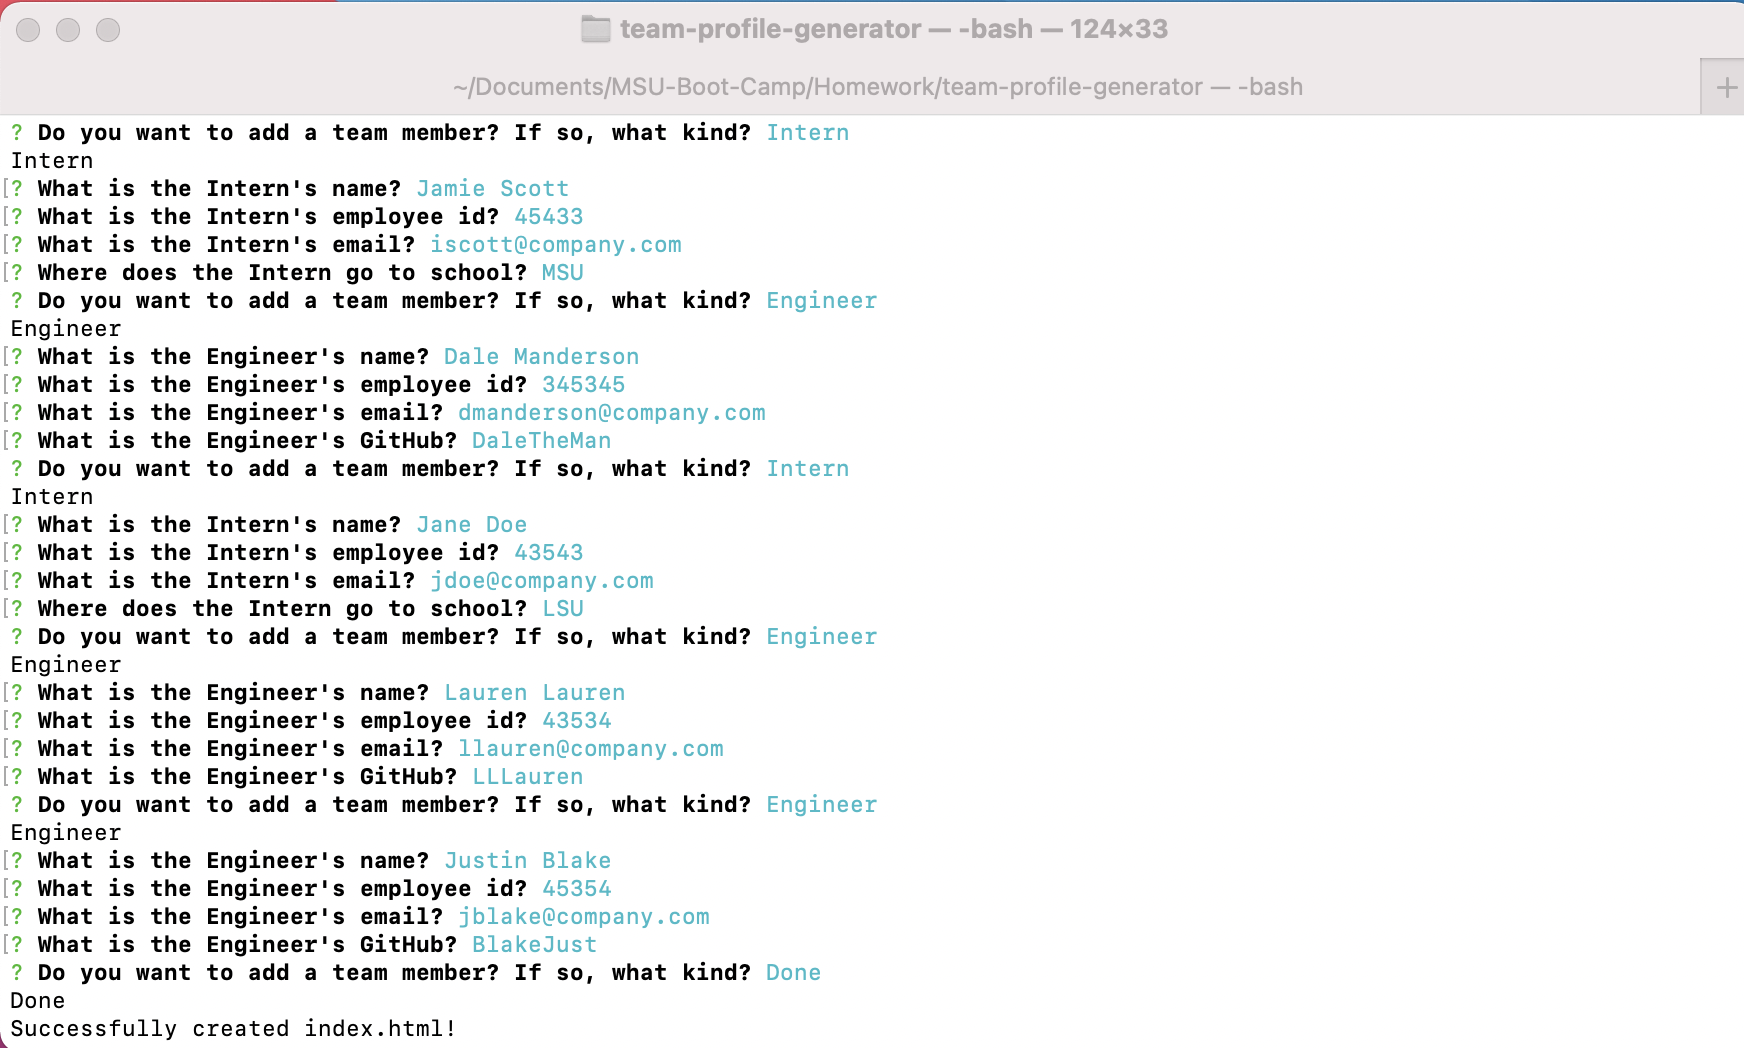 team-profile-generator — -bash — 124×33
~/Documents/MSU-Boot-Camp/Homework/team-profile-generator — -bash
+
? Do you want to add a team member? If so, what kind? Intern
Intern
[? What is the Intern's name? Jamie Scott
[? What is the Intern's employee id? 45433
[? What is the Intern's email? iscott@company.com
[? Where does the Intern go to school? MSU
? Do you want to add a team member? If so, what kind? Engineer
Engineer
[? What is the Engineer's name? Dale Manderson
[? What is the Engineer's employee id? 345345
[? What is the Engineer's email? dmanderson@company.com
[? What is the Engineer's GitHub? DaleTheMan
? Do you want to add a team member? If so, what kind? Intern
Intern
[? What is the Intern's name? Jane Doe
[? What is the Intern's employee id? 43543
[? What is the Intern's email? jdoe@company.com
[? Where does the Intern go to school? LSU
? Do you want to add a team member? If so, what kind? Engineer
Engineer
[? What is the Engineer's name? Lauren Lauren
[? What is the Engineer's employee id? 43534
[? What is the Engineer's email? llauren@company.com
[? What is the Engineer's GitHub? LLLauren
? Do you want to add a team member? If so, what kind? Engineer
Engineer
[? What is the Engineer's name? Justin Blake
[? What is the Engineer's employee id? 45354
[? What is the Engineer's email? jblake@company.com
[? What is the Engineer's GitHub? BlakeJust
? Do you want to add a team member? If so, what kind? Done
Done
Successfully created index.html!